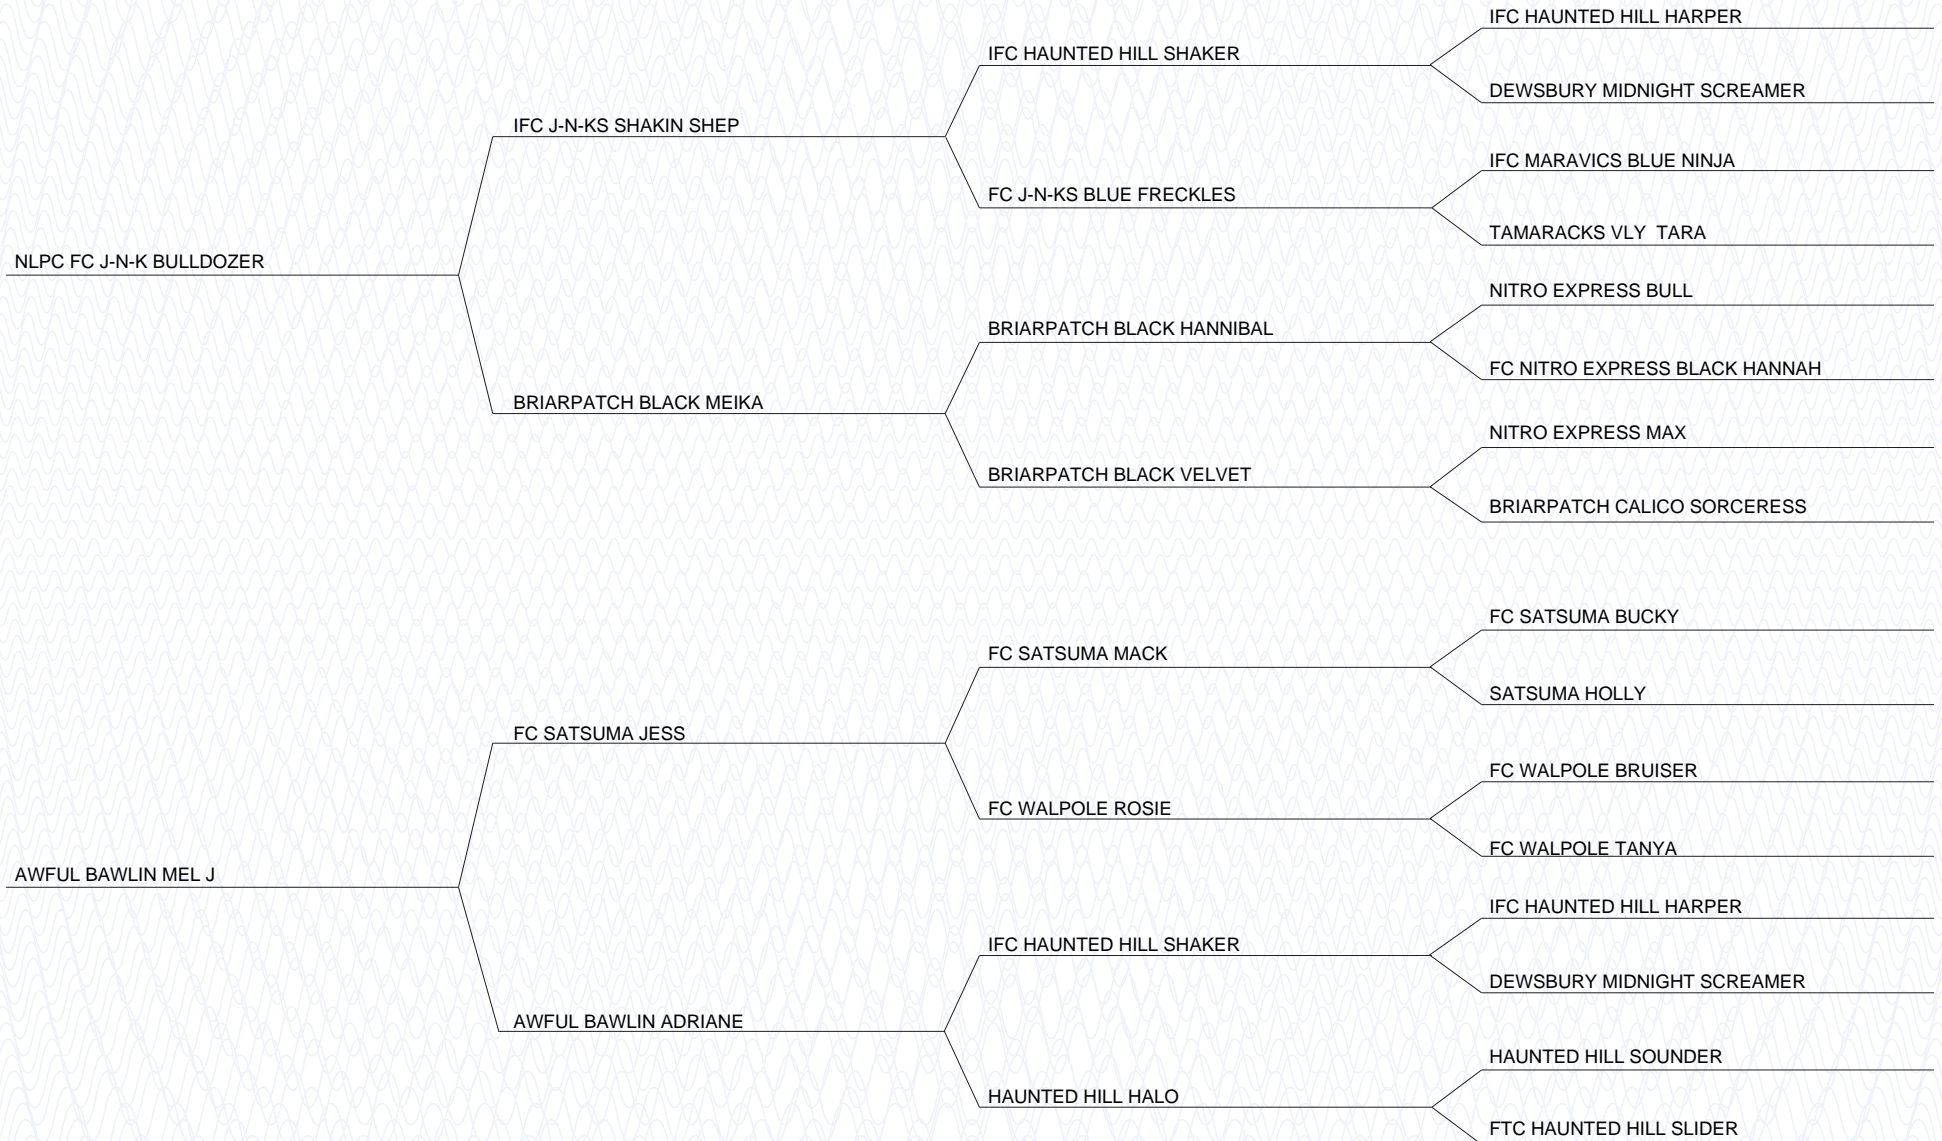 IFC HAUNTED HILL HARPER
IFC HAUNTED HILL SHAKER
DEWSBURY MIDNIGHT SCREAMER
IFC J-N-KS SHAKIN SHEP
IFC MARAVICS BLUE NINJA
FC J-N-KS BLUE FRECKLES
TAMARACKS VLY  TARA
NLPC FC J-N-K BULLDOZER
NITRO EXPRESS BULL
BRIARPATCH BLACK HANNIBAL
FC NITRO EXPRESS BLACK HANNAH
BRIARPATCH BLACK MEIKA
NITRO EXPRESS MAX
BRIARPATCH BLACK VELVET
BRIARPATCH CALICO SORCERESS
FC SATSUMA BUCKY
FC SATSUMA MACK
SATSUMA HOLLY
FC SATSUMA JESS
FC WALPOLE BRUISER
FC WALPOLE ROSIE
FC WALPOLE TANYA
AWFUL BAWLIN MEL J
IFC HAUNTED HILL HARPER
IFC HAUNTED HILL SHAKER
DEWSBURY MIDNIGHT SCREAMER
AWFUL BAWLIN ADRIANE
HAUNTED HILL SOUNDER
HAUNTED HILL HALO
FTC HAUNTED HILL SLIDER